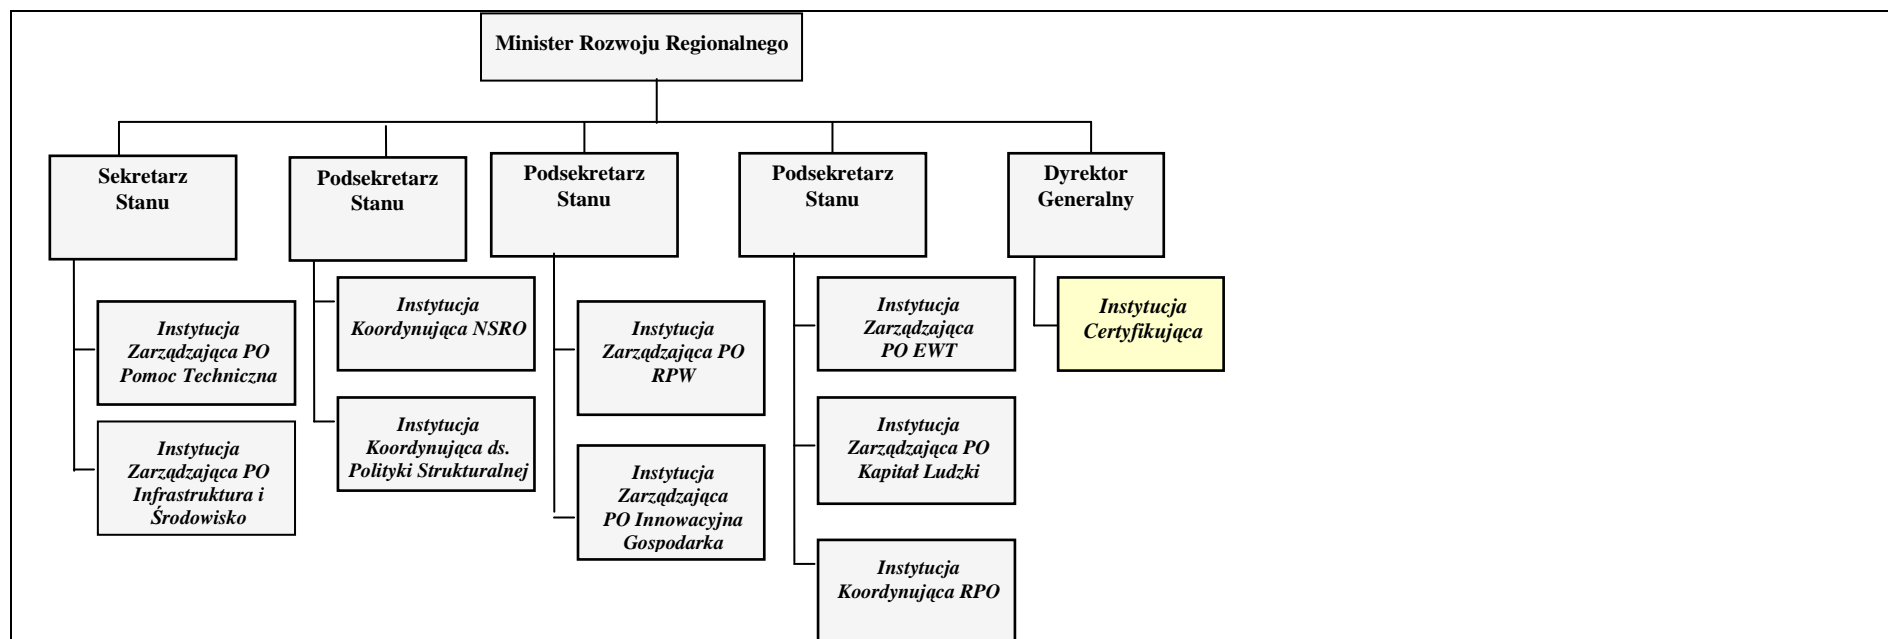 Minister Rozwoju Regionalnego
Sekretarz
Stanu
Podsekretarz
Stanu
Podsekretarz
Stanu
Podsekretarz
Stanu
Dyrektor
Generalny
Instytucja
Zarządzająca PO
Pomoc Techniczna
Instytucja
Zarządzająca PO
Infrastruktura i
Środowisko
Instytucja
Koordynująca NSRO
Instytucja
Koordynująca ds.
Polityki Strukturalnej
Instytucja
Zarządzająca PO
RPW
Instytucja
Zarządzająca
PO Innowacyjna
Gospodarka
Instytucja
Zarządzająca
PO EWT
Instytucja
Zarządzająca PO
Kapitał Ludzki
Instytucja
Koordynująca RPO
Instytucja
Certyfikująca